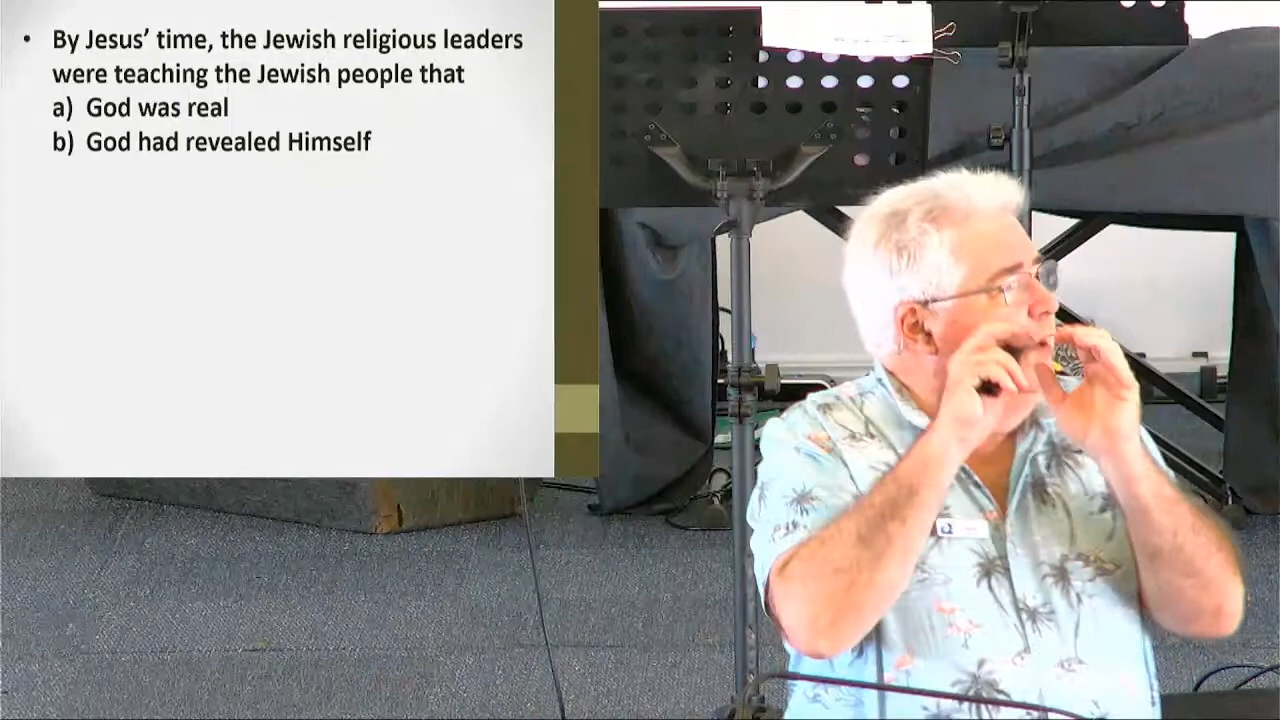 • By Jesus’ time, the Jewish religious leaders
were teaching the Jewish people that
a) God was real
b) God had revealed Himself